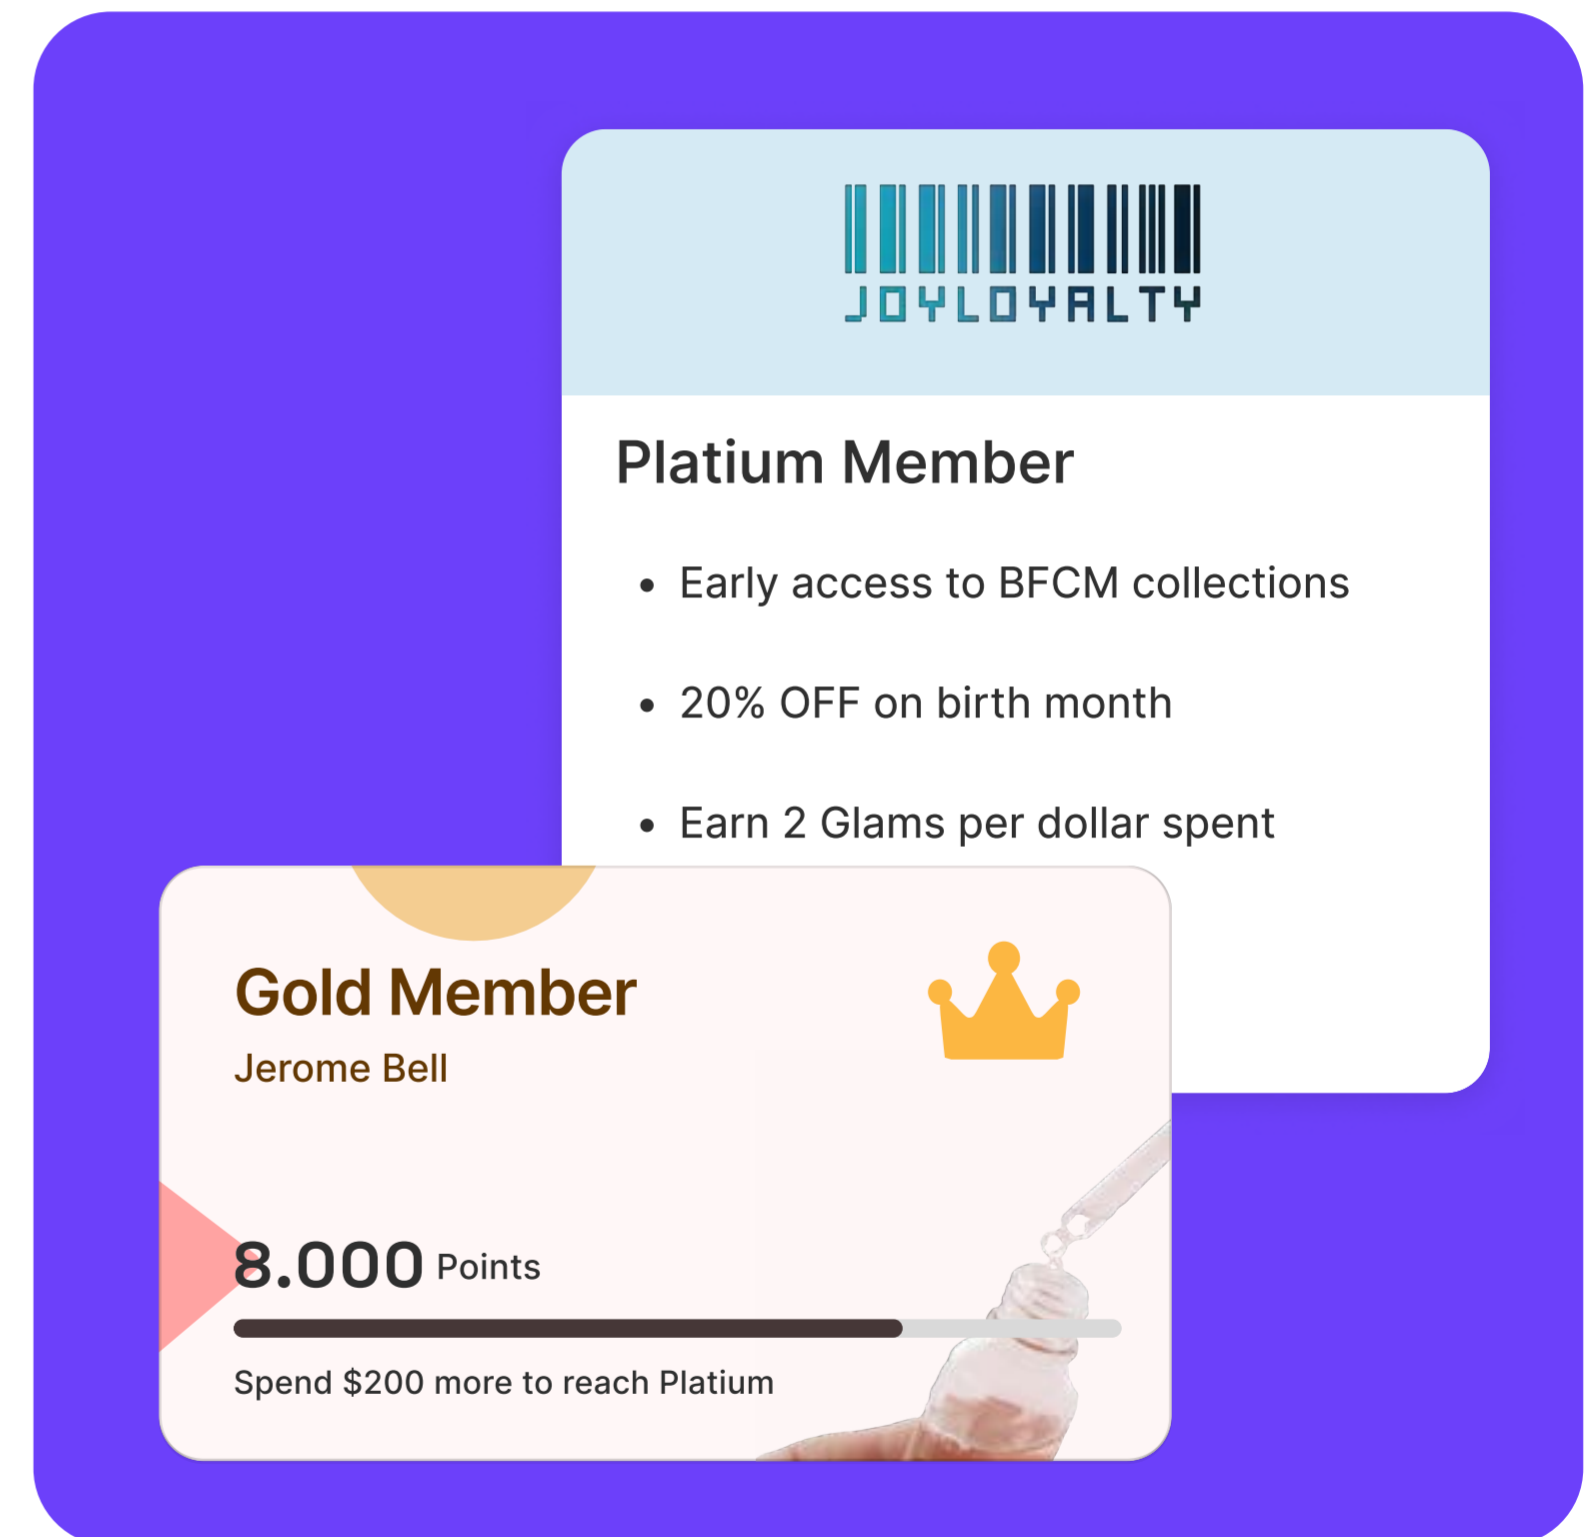 JOYLOYALTY
Platium Member
• Early access to BFCM collections
• 20% OFF on birth month
• Earn 2 Glams per dollar spent
Gold Member
Jerome Bell
8.000 Points
Spend $200 more to reach Platium